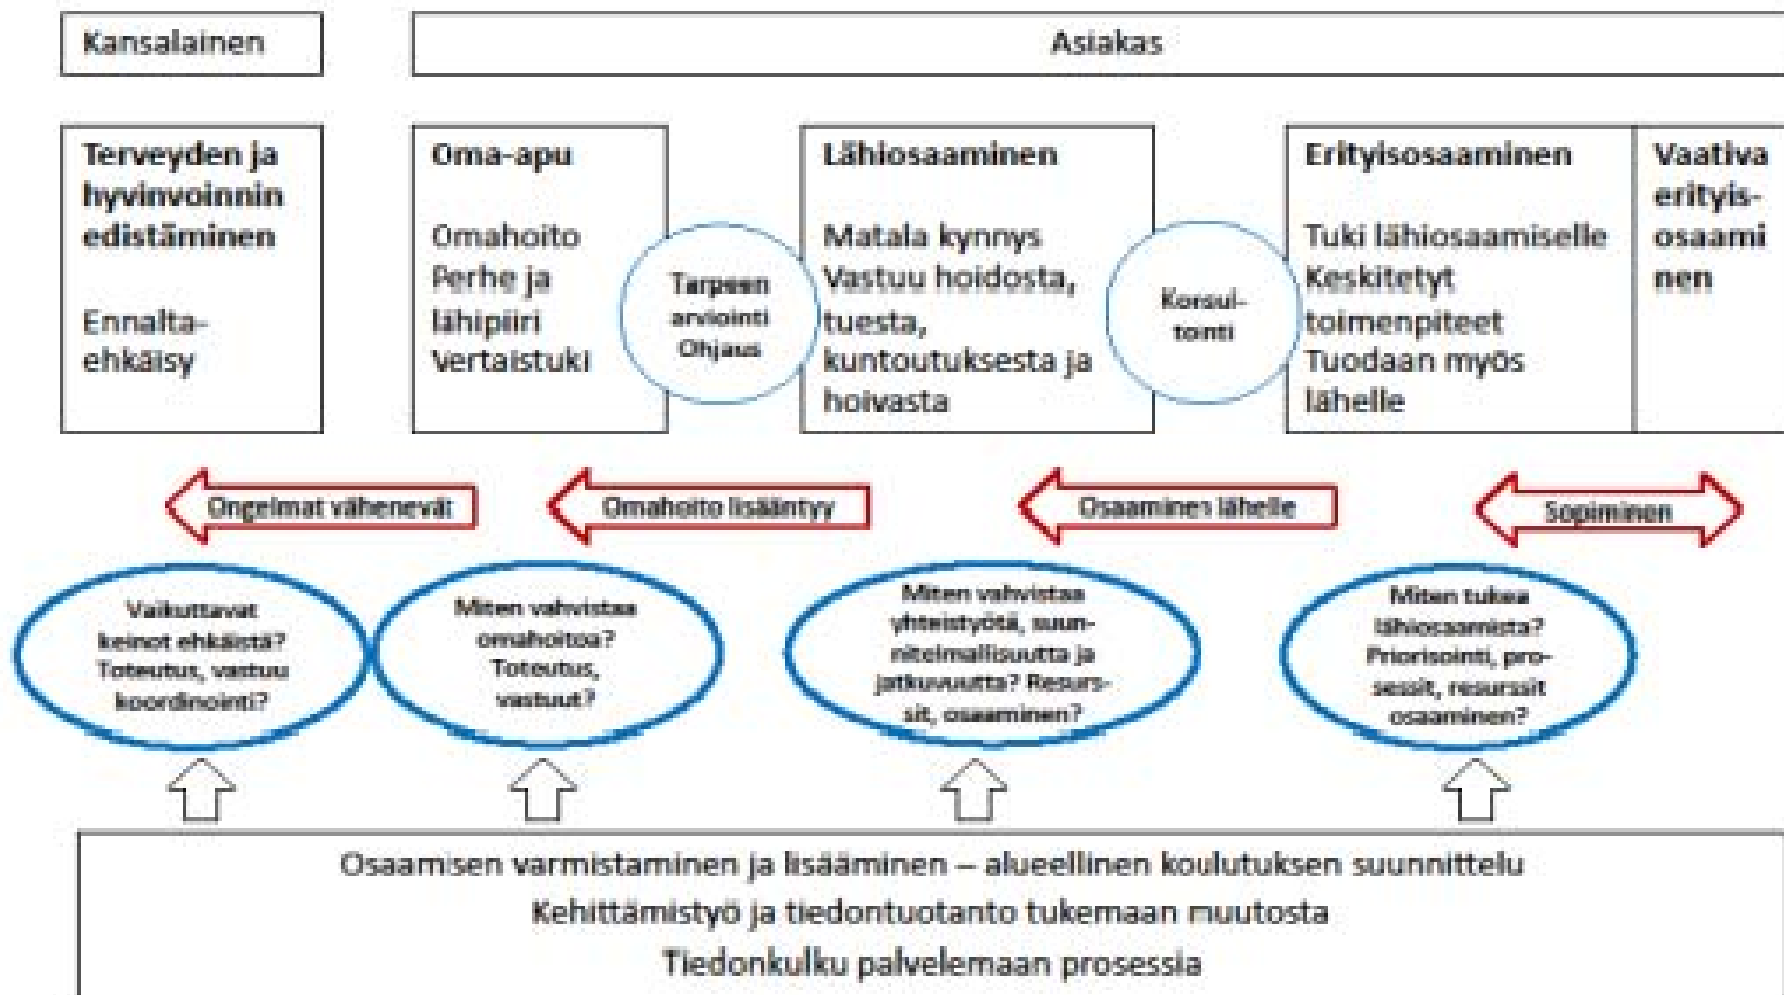 Kansalainen
Asiakas
Terveyden ja
hyvinvoinnin
edistäminen
Ennalta-
ehkäisy
Oma-apu
Omahoito
Perhe ja
lähipiiri
Vertaistuki
Tarpeen
arviointi
Ohjaus
Lähiosaaminen
Matala kynnys
Vastuu hoidosta,
tuesta,
kuntoutuksesta ja
hoivasta
Konsul-
tointi
Erityisosaaminen
Tuki lähiosaamiselle
Keskitetyt
toimenpiteet
Tuodaan myös
lähelle
Vaativa
erityis-
osaami
nen
Ongelmat vähenevät
Omahoito lisääntyy
Osaaminen lähelle
Sopiminen
Vaikuttavat
keinot ehkäistä?
Toteutus, vastuu
koordinointi?
Miten vahvistaa
omahoitoa?
Toteutus,
vastuut?
Miten vahvistaa
yhteistyötä, suun-
nitelmallisuutta ja
jatkuvuutta? Resurs-
sit, osaaminen?
Miten tukea
lähiosaamista?
Priorisointi, pro-
sessit, resurssit
osaaminen?
Osaamisen varmistaminen ja lisääminen – alueellinen koulutuksen suunnittelu
Kehittämistyö ja tiedontuotanto tukemaan muutosta
Tiedonkulku palvelemaan prosessia